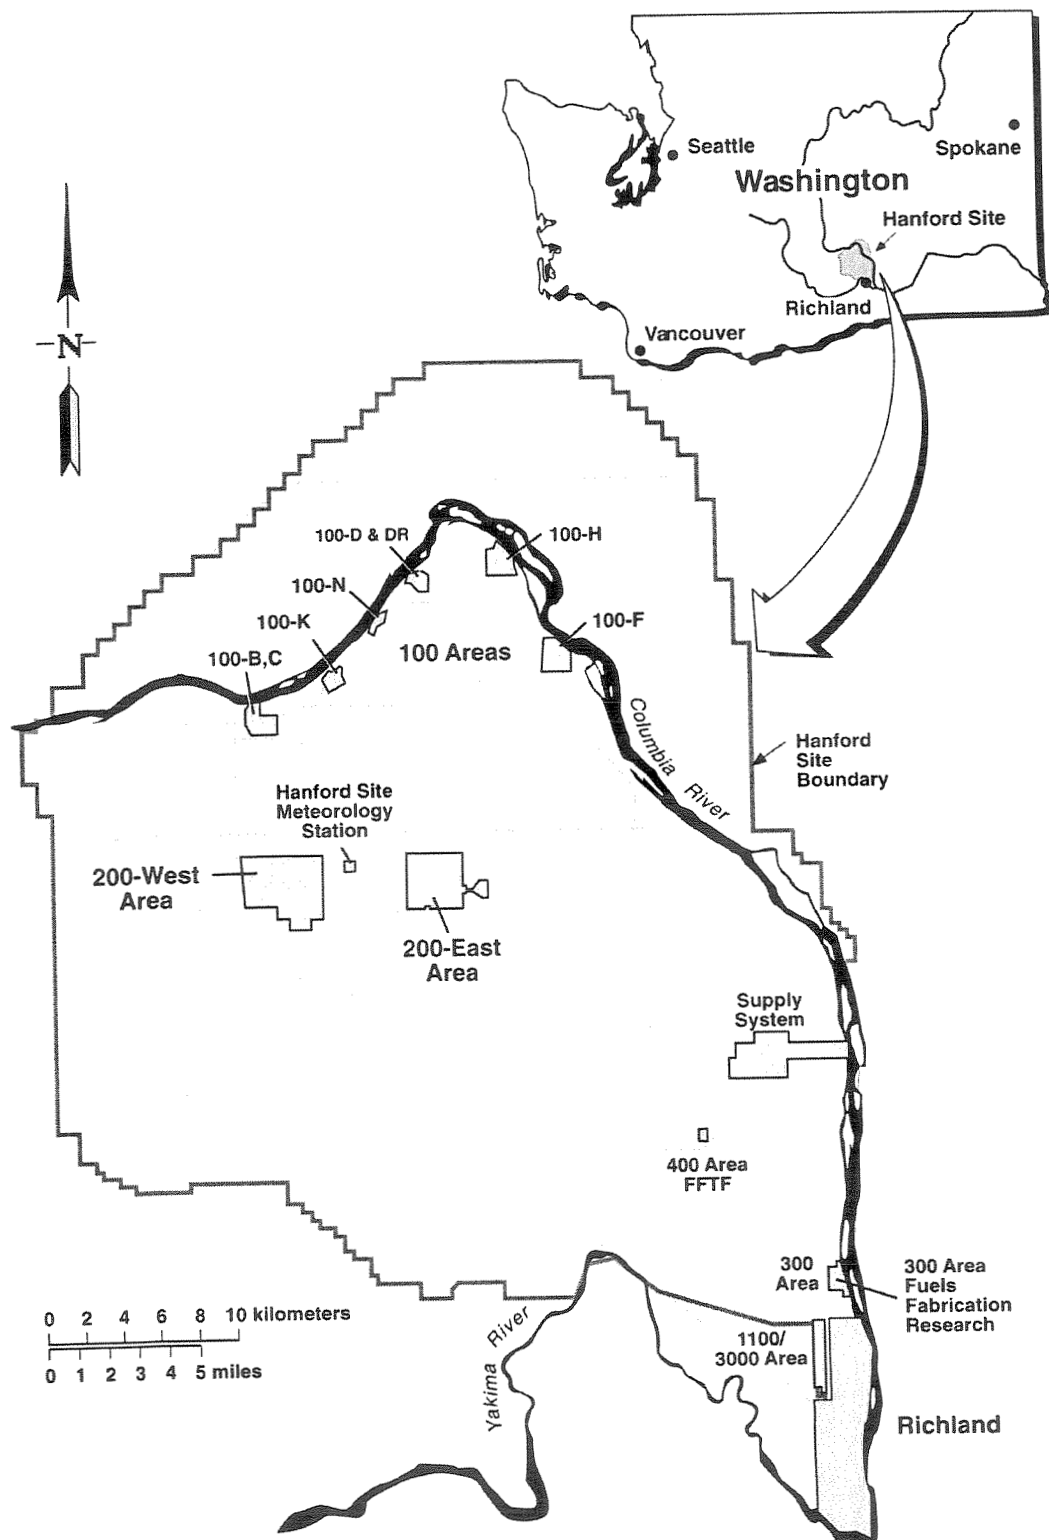 Seattle
Spokane
Washington
Hanford Site
Richland
Vancouver
N
100-D & DR
100-H
100-N
100-K
100-F
100-B,C
100 Areas
Columbia River
Hanford
Site
Boundary
Hanford Site
Meteorology
Station
200-West
Area
200-East
Area
Supply
System
400 Area
FFTF
300
Area
300 Area
Fuels
Fabrication
Research
0 2 4 6 8 10 kilometers
0 1 2 3 4 5 miles
Yakima River
1100/
3000 Area
Richland